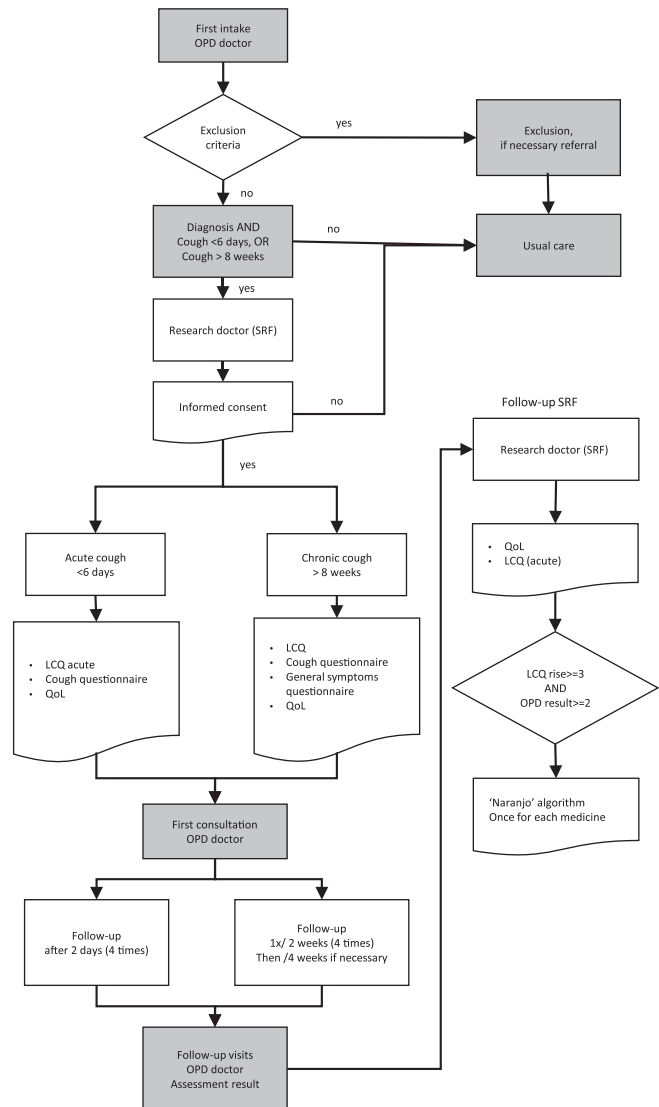 First intake
OPD doctor
Exclusion
criteria
yes
Exclusion,
if necessary referral
no
Diagnosis AND
Cough <6 days, OR
Cough > 8 weeks
no
Usual care
yes
Research doctor (SRF)
Informed consent
no
yes
Acute cough
<6 days
Chronic cough
> 8 weeks
• LCQ acute
• Cough questionnaire
• QoL
• LCQ
• Cough questionnaire
• General symptoms
questionnaire
• QoL
First consultation
OPD doctor
Follow-up
after 2 days (4 times)
Follow-up
1x/ 2 weeks (4 times)
Then /4 weeks if necessary
Follow-up visits
OPD doctor
Assessment result
Follow-up SRF
Research doctor (SRF)
• QoL
• LCQ (acute)
LCQ rise>=3
AND
OPD result>=2
‘Naranjo’ algorithm
Once for each medicine